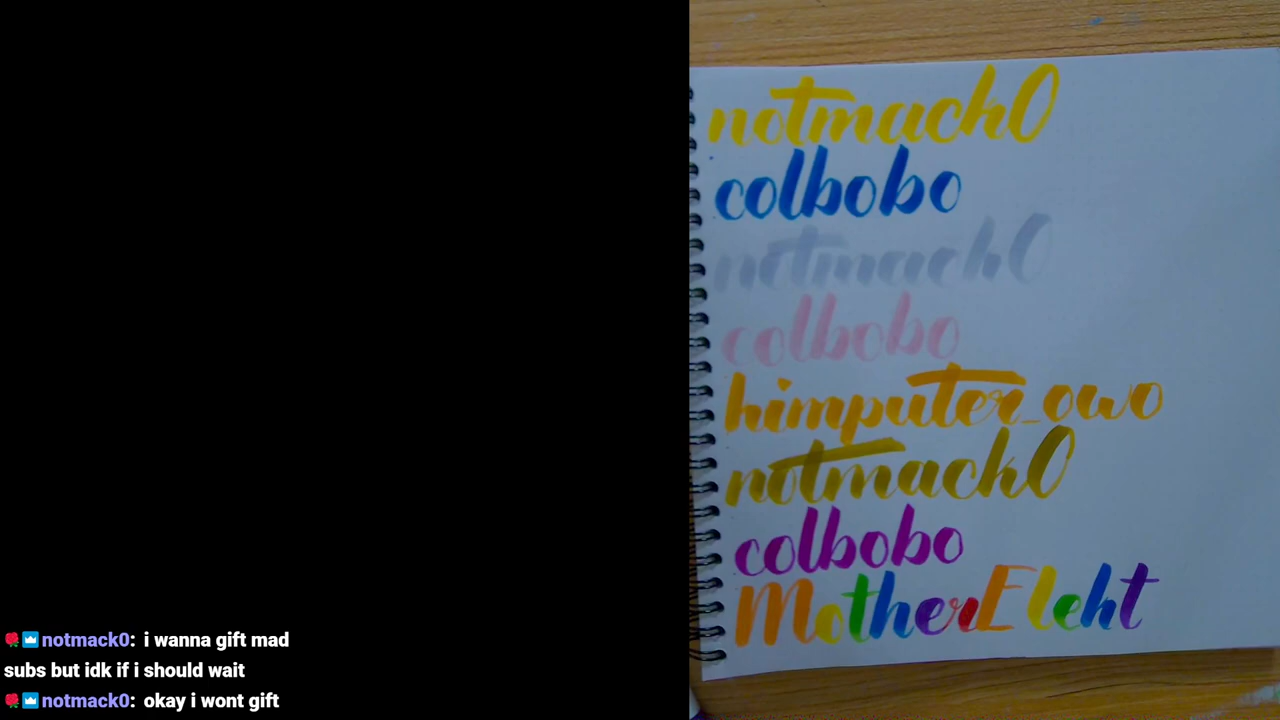 notmack0
colbobo
notmack0
colbobo
himputer_owo
notmack0
colbobo
MotherEleht
notmack0: i wanna gift mad
subs but idk if i should wait
notmack0: okay i wont gift